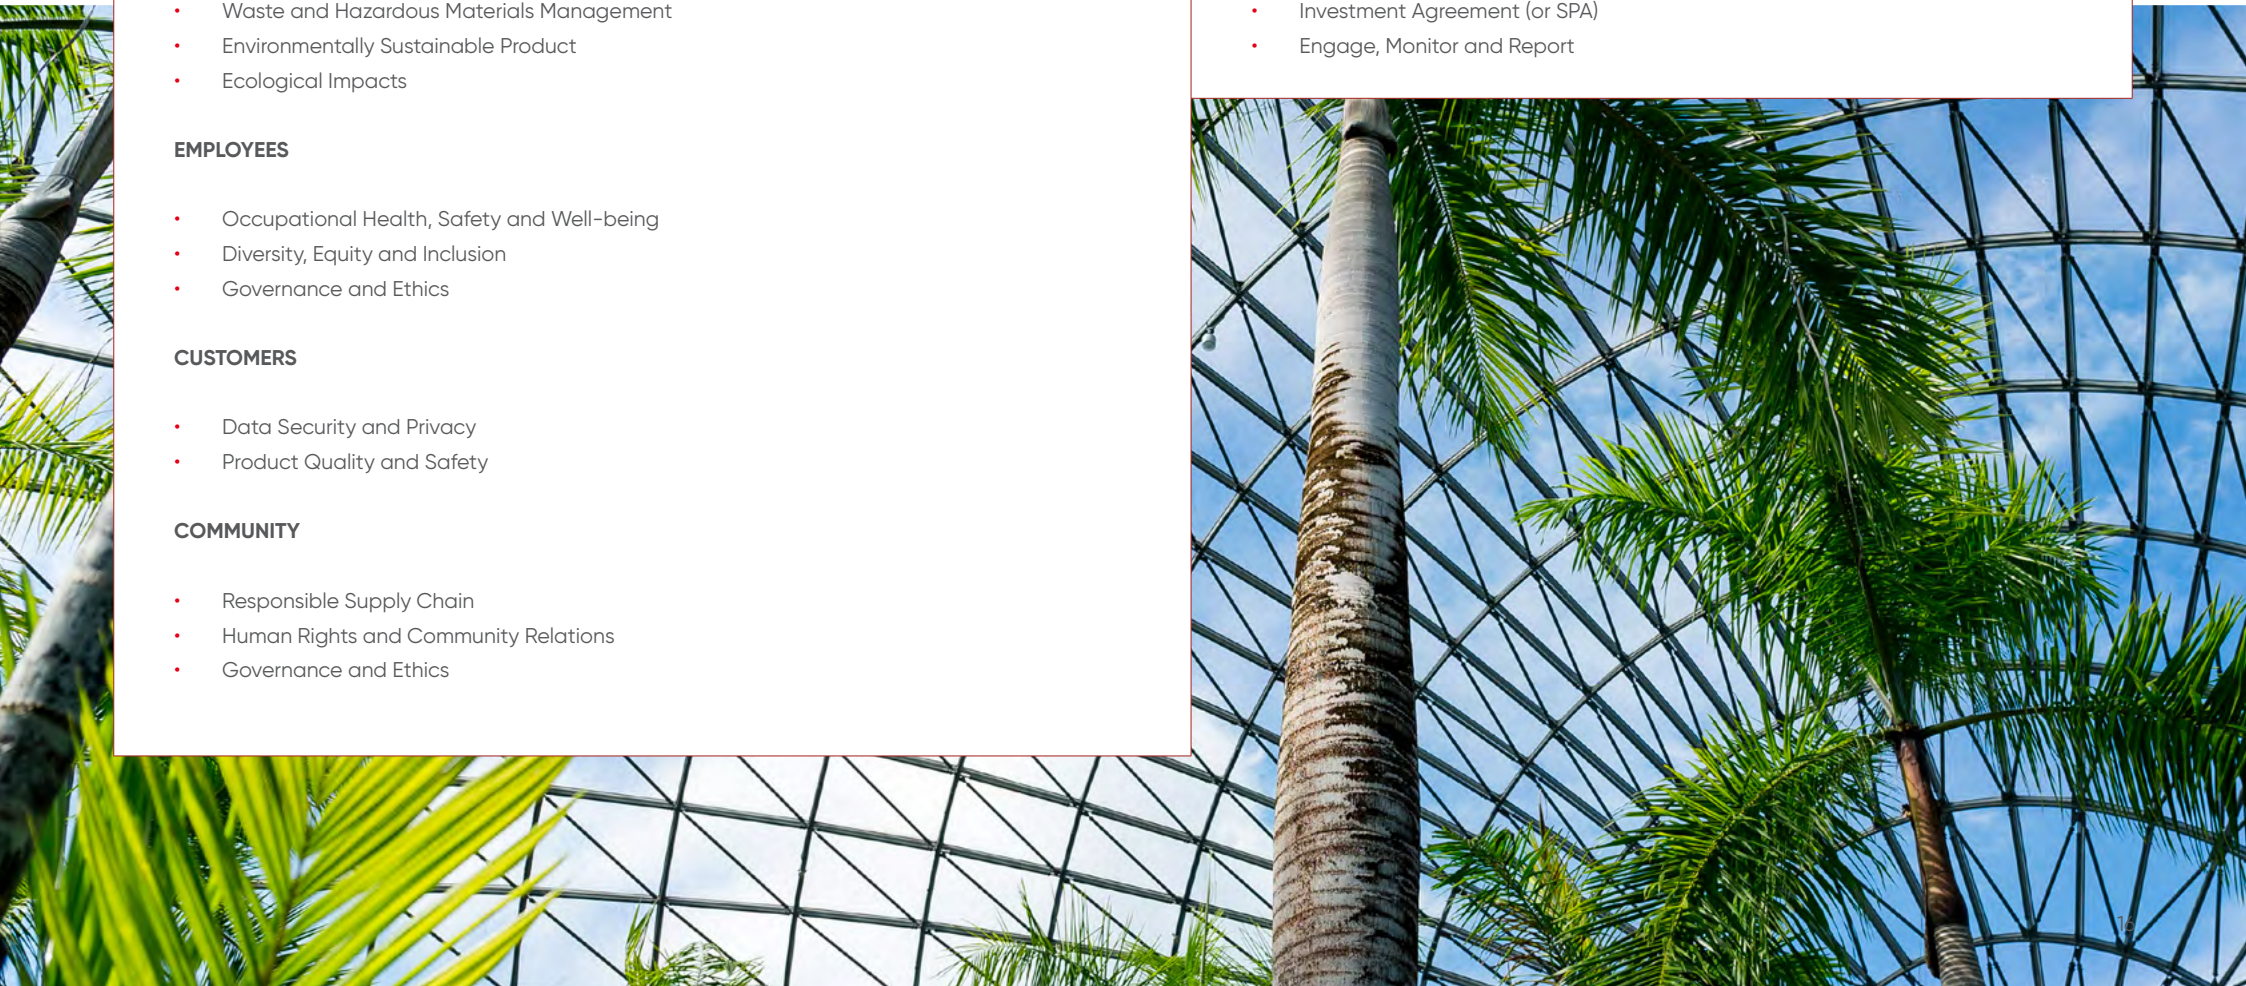 • Waste and Hazardous Materials Management
• Environmentally Sustainable Product
• Ecological Impacts
EMPLOYEES
• Occupational Health, Safety and Well-being
• Diversity, Equity and Inclusion
• Governance and Ethics
CUSTOMERS
• Data Security and Privacy
• Product Quality and Safety
COMMUNITY
• Responsible Supply Chain
• Human Rights and Community Relations
• Governance and Ethics
• Investment Agreement (or SPA)
• Engage, Monitor and Report
16